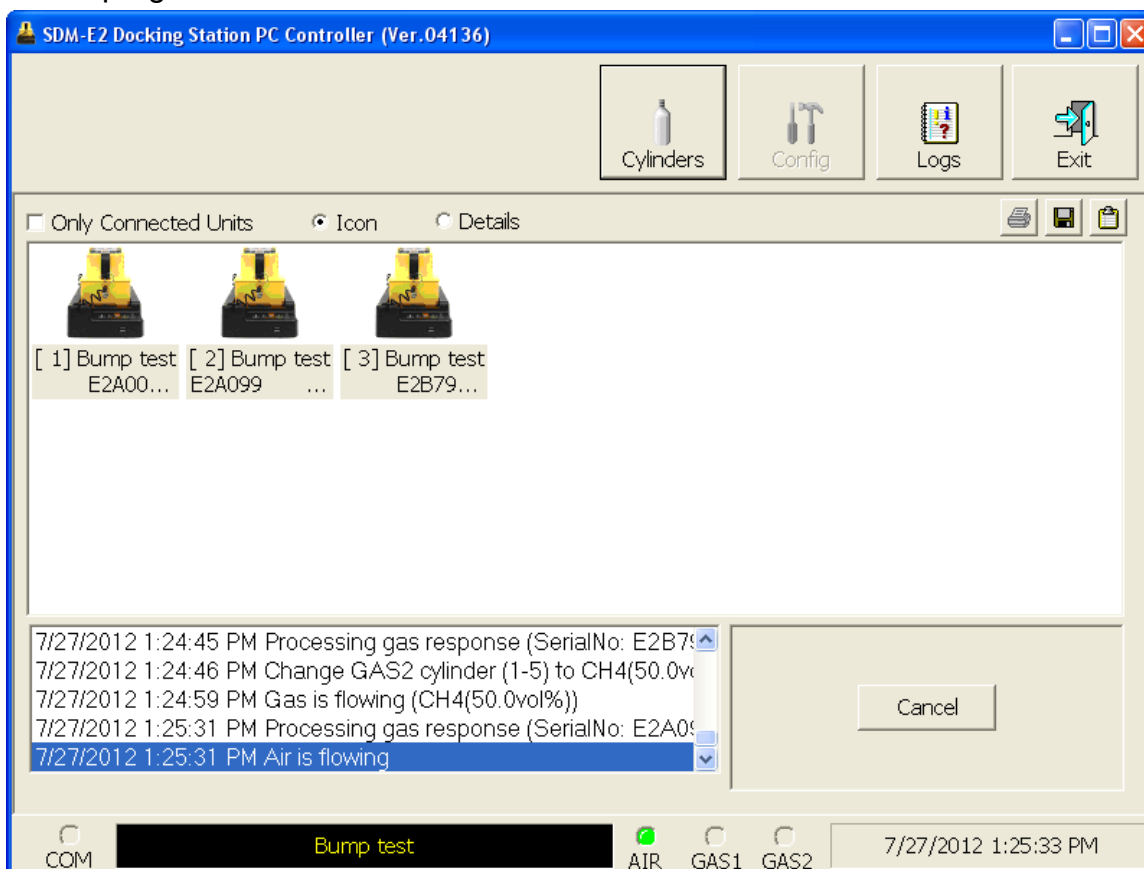 SDM-E2 Docking Station PC Controller (Ver.04136)
Cylinders
Config
Logs
Exit
Only Connected Units
Icon
Details
[ 1] Bump test
E2A00...
[ 2] Bump test
E2A099 ...
[ 3] Bump test
E2B79...
7/27/2012 1:24:45 PM Processing gas response (SerialNo: E2B79
7/27/2012 1:24:46 PM Change GAS2 cylinder (1-5) to CH4(50.0vo
7/27/2012 1:24:59 PM Gas is flowing (CH4(50.0vol%))
7/27/2012 1:25:31 PM Processing gas response (SerialNo: E2A09
7/27/2012 1:25:31 PM Air is flowing
Cancel
COM
Bump test
AIR
GAS1
GAS2
7/27/2012 1:25:33 PM